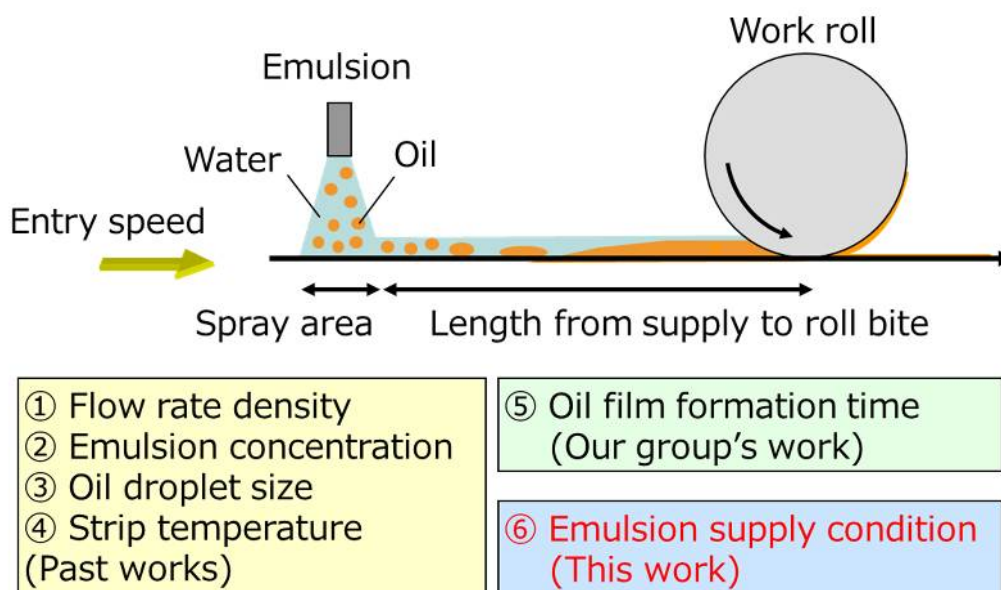 Work roll
Emulsion
Water
Oil
Entry speed
Spray area
Length from supply to roll bite
① Flow rate density
② Emulsion concentration
③ Oil droplet size
④ Strip temperature
(Past works)
⑤ Oil film formation time
(Our group’s work)
⑥ Emulsion supply condition
(This work)